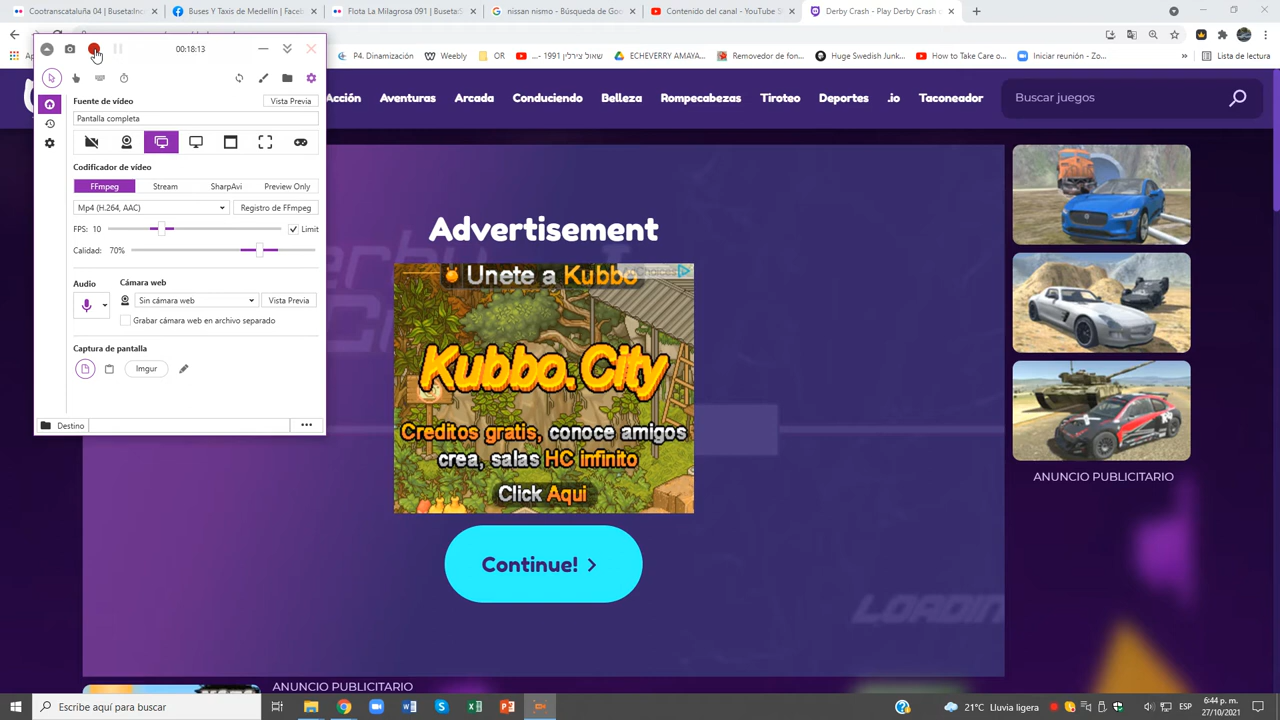 Cootranscataluña 04 | BusetaInd
Buses Y Taxis de Medellín | Faceb
Flota La Milagrosa 091 | BusetaS
nissan nismo - Búsqueda de Goo
Contenido del canal - YouTube S
Derby Crash - Play Derby Crash o
P4. Dinamización
Weebly
OR
שאול צירלין 1951-...
ECHEVERRY AMAYA...
Removedor de fond...
Huge Swedish Junk...
How to Take Care o...
Iniciar reunión - Zo...
Lista de lectura
00:18:13
Fuente de vídeo
Vista Previa
Pantalla completa
Codificador de vídeo
FFmpeg
Stream
SharpAvi
Preview Only
Mp4 (H.264, AAC)
Registro de FFmpeg
FPS: 10
Limit
Calidad: 70%
Audio
Cámara web
Sin cámara web
Vista Previa
Grabar cámara web en archivo separado
Captura de pantalla
Imgur
Destino
Acción
Aventuras
Arcada
Conduciendo
Belleza
Rompecabezas
Tiroteo
Deportes
.io
Taconeador
Buscar juegos
Advertisement
Unete a Kubbo
Kubbo.City
Creditos gratis, conoce amigos
crea, salas HC infinito
Click Aqui
Continue!
LOADIN
ANUNCIO PUBLICITARIO
ANUNCIO PUBLICITARIO
Escribe aquí para buscar
21°C Lluvia ligera
ESP
6:44 p. m.
27/10/2021